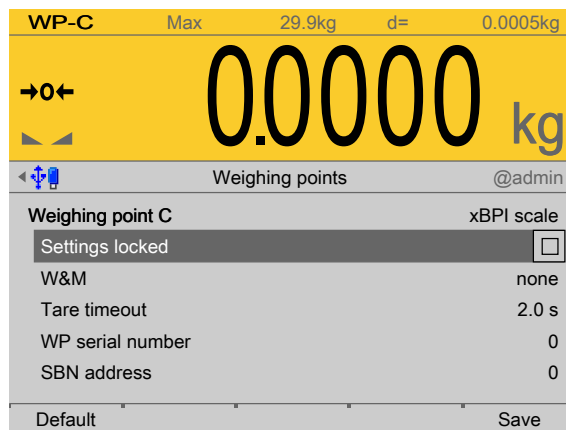 WP-C Max 29.9kg d= 0.0005kg
→0←
0.0000 kg
Weighing points @admin
Weighing point C xBPI scale
Settings locked
W&M none
Tare timeout 2.0 s
WP serial number 0
SBN address 0
Default Save